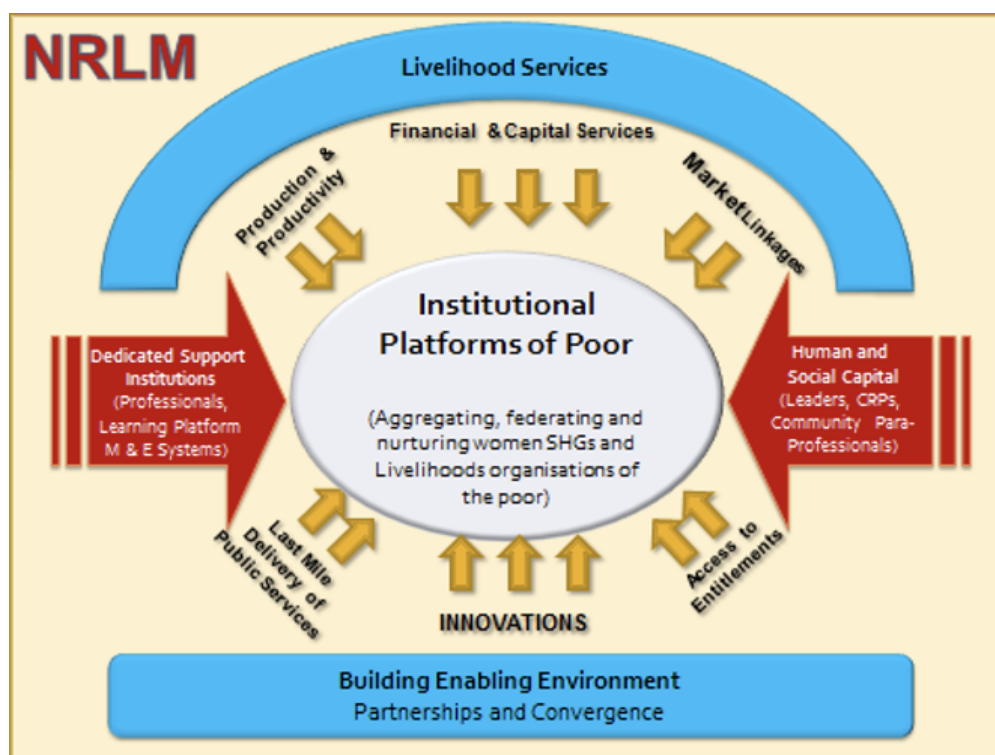 NRLM
Livelihood Services
Financial & Capital Services
Production &
Productivity
Market Linkages
Institutional
Platforms of Poor
(Aggregating, federating and
nurturing women SHGs and
Livelihoods organisations of
the poor)
Dedicated Support
Institutions
(Professionals,
Learning Platform
M & E Systems)
Human and
Social Capital
(Leaders, CRPs,
Community Para-
Professionals)
Last Mile
Delivery of
Public Services
INNOVATIONS
Access to
Entitlements
Building Enabling Environment
Partnerships and Convergence